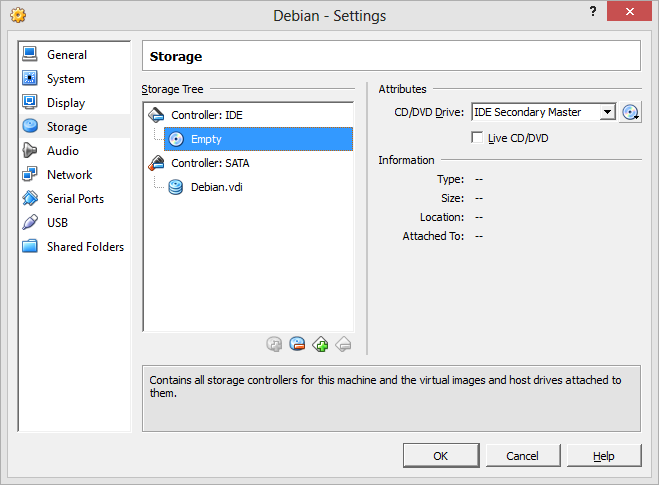 Debian - Settings
?
General
System
Display
Storage
Audio
Network
Serial Ports
USB
Shared Folders
Storage
Storage Tree
Controller: IDE
Empty
Controller: SATA
Debian.vdi
Attributes
CD/DVD Drive: IDE Secondary Master
Live CD/DVD
Information
Type: --
Size: --
Location: --
Attached To: --
Contains all storage controllers for this machine and the virtual images and host drives attached to
them.
OK Cancel Help